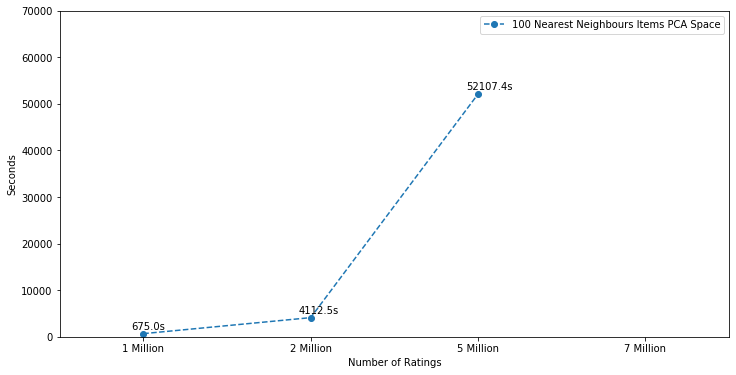 70000
100 Nearest Neighbours Items PCA Space
60000
52107.4s
50000
40000
Seconds
30000
20000
10000
4112.5s
675.0s
0
1 Million 2 Million 5 Million 7 Million
Number of Ratings